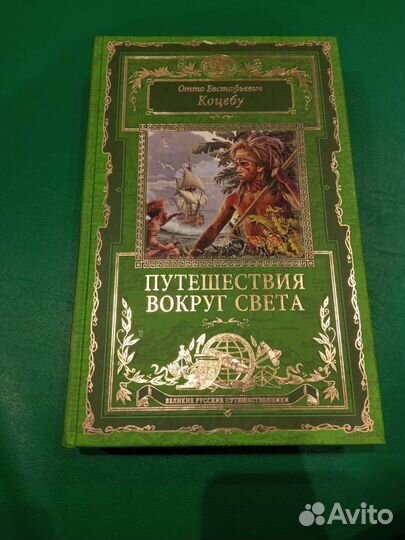 Отто Евстафьевич
Коцебу
ПУТЕШЕСТВИЯ
ВОКРУГ СВЕТА
ВЕЛИКИЕ РУССКИЕ ПУТЕШЕСТВЕННИКИ
Avito